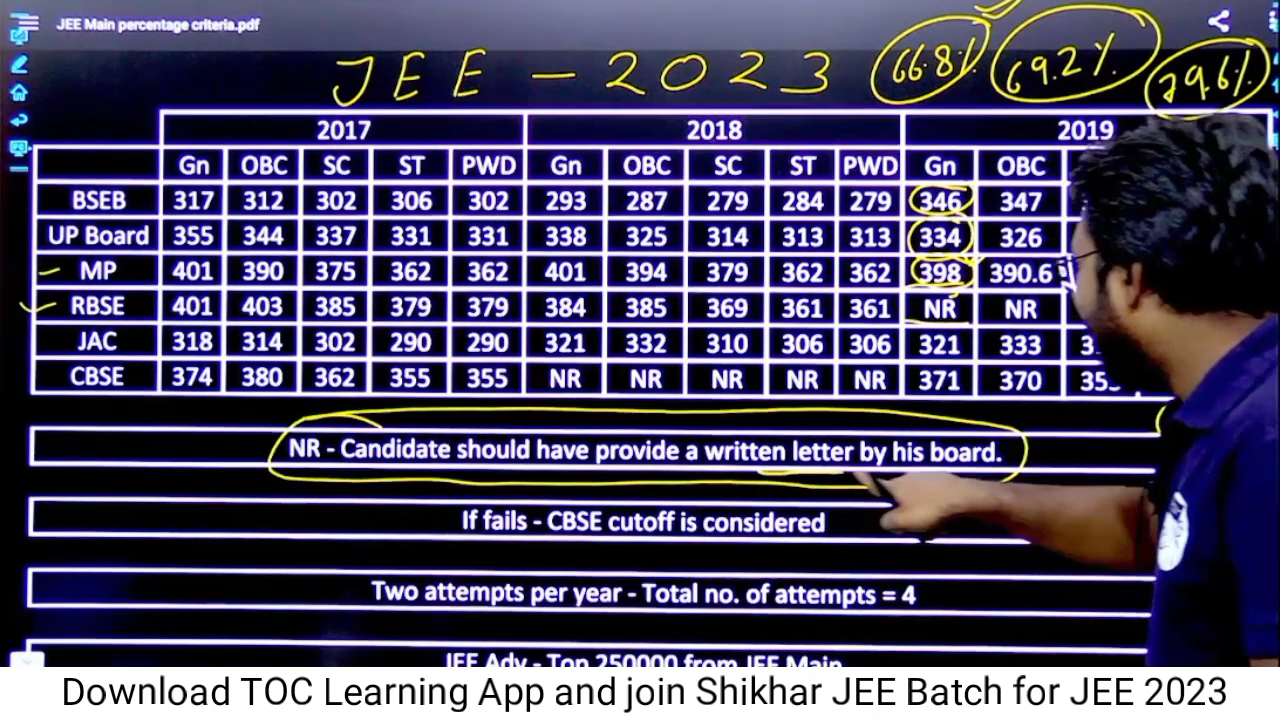 JEE Main percentage criteria.pdf
JEE - 2023 66.8% 69.2% 79.6%
2017 2018 2019
Gn OBC SC ST PWD Gn OBC SC ST PWD Gn OBC
BSEB 317 312 302 306 302 293 287 279 284 279 346 347
UP Board 355 344 337 331 331 338 325 314 313 313 334 326
MP 401 390 375 362 362 401 394 379 362 362 398 390.6
RBSE 401 403 385 379 379 384 385 369 361 361 NR NR
JAC 318 314 302 290 290 321 332 310 306 306 321 333
CBSE 374 380 362 355 355 NR NR NR NR NR 371 370
NR - Candidate should have provide a written letter by his board.
If fails - CBSE cutoff is considered
Two attempts per year - Total no. of attempts = 4
JEE Adv - Top 250000 from JEE Main
Download TOC Learning App and join Shikhar JEE Batch for JEE 2023